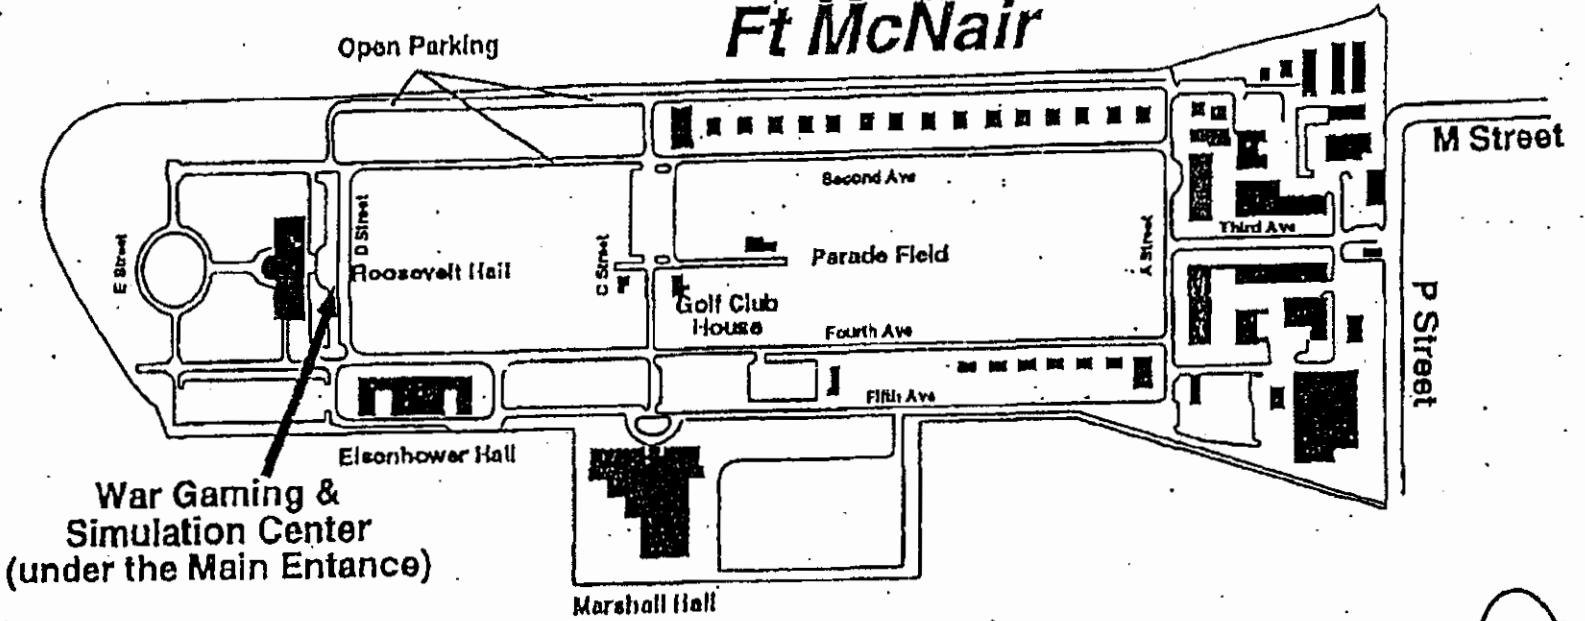 Ft McNair
Open Parking
M Street
Second Ave
Third Ave
E Street
D Street
Roosevelt Hall
C Street
Parade Field
A Street
Golf Club
House
Fourth Ave
P Street
Fifth Ave
Eisenhower Hall
War Gaming &
Simulation Center
(under the Main Entance)
Marshall Hall